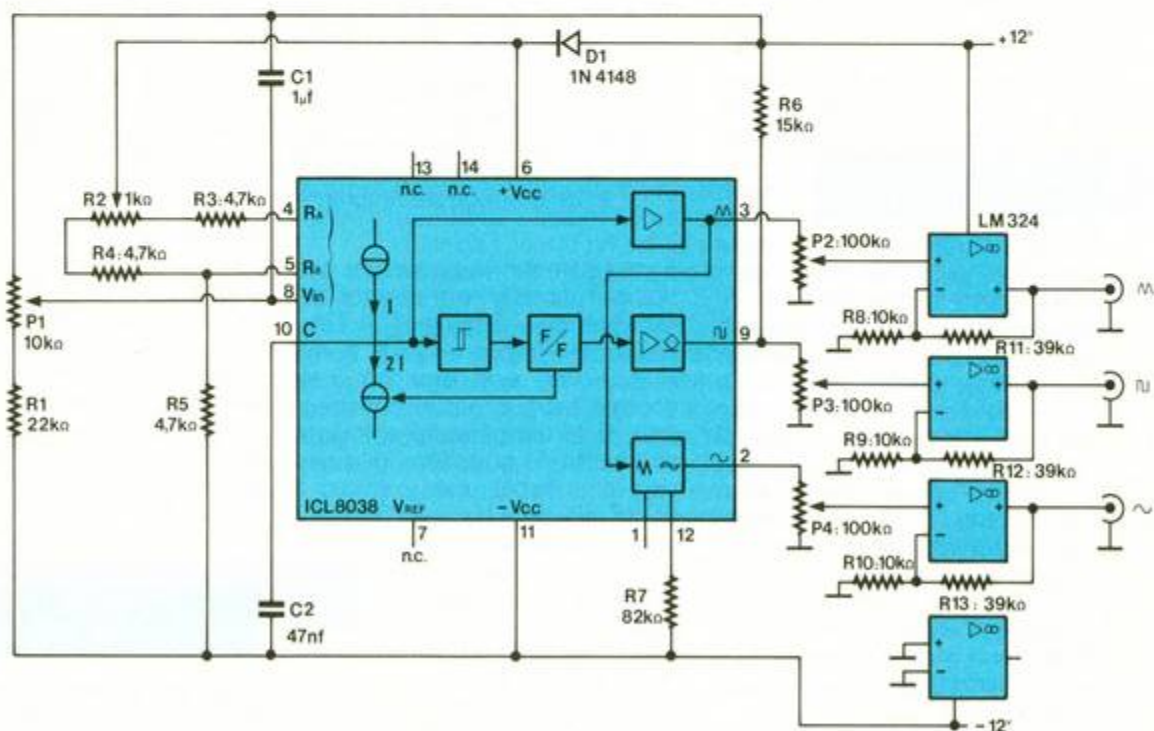 +12v
D1
1N 4148
C1
1µf
R6
15kΩ
13
14
6
n.c.
n.c.
+Vcc
LM 324
R2
1kΩ
R3:4,7kΩ
4
RA
3
P2:100kΩ
▷∞
+
−
+
R4:4,7kΩ
5
8
VIN
I
R8:10kΩ
R11:39kΩ
P1
10kΩ
10
C
F/F
9
▷∞
+
−
+
2I
P3:100kΩ
R1
22kΩ
R5
4,7kΩ
R9:10kΩ
R12:39kΩ
2
▷∞
+
−
+
P4:100kΩ
ICL8038
VREF
−Vcc
7
11
1
12
n.c.
R10:10kΩ
R13:39kΩ
C2
47nf
R7
82kΩ
▷∞
+
−
−12v